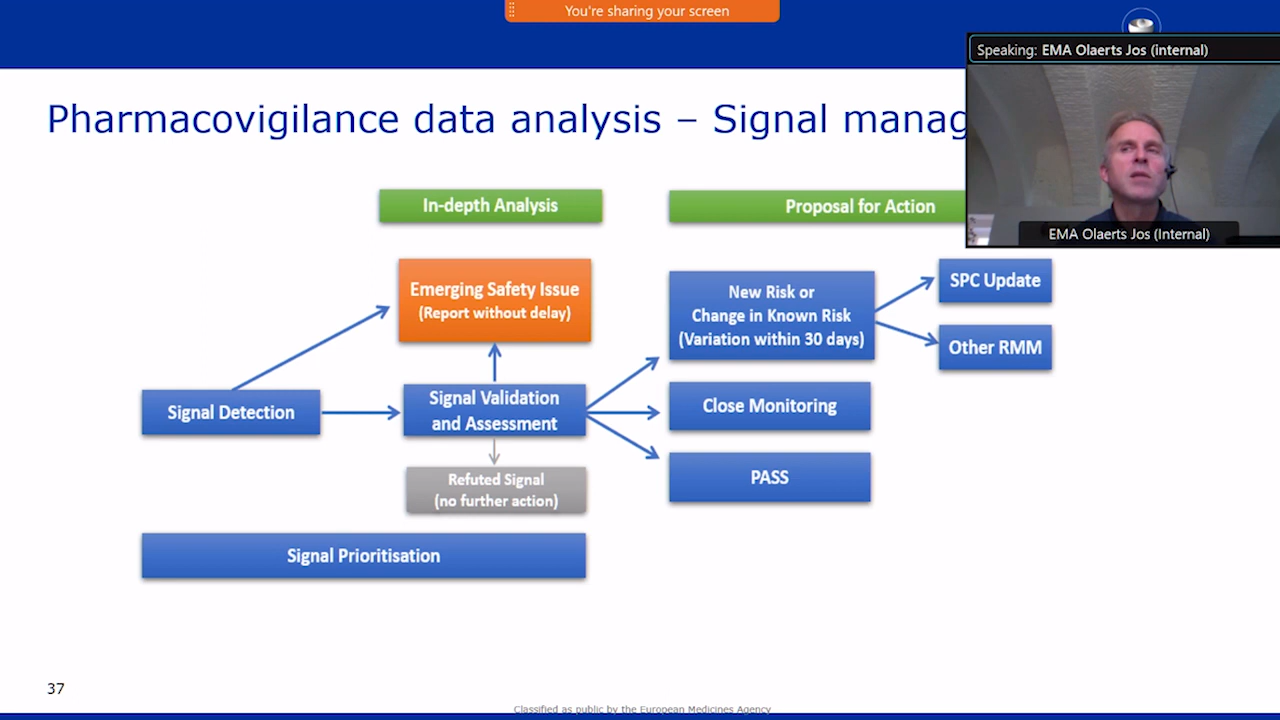 You're sharing your screen
Speaking: EMA Olaerts Jos (internal)
Pharmacovigilance data analysis – Signal manag
EMA Olaerts Jos (Internal)
In-depth Analysis
Proposal for Action
Emerging Safety Issue
(Report without delay)
New Risk or
Change in Known Risk
(Variation within 30 days)
SPC Update
Other RMM
Signal Detection
Signal Validation
and Assessment
Close Monitoring
Refuted Signal
(no further action)
PASS
Signal Prioritisation
37
Classified as public by the European Medicines Agency